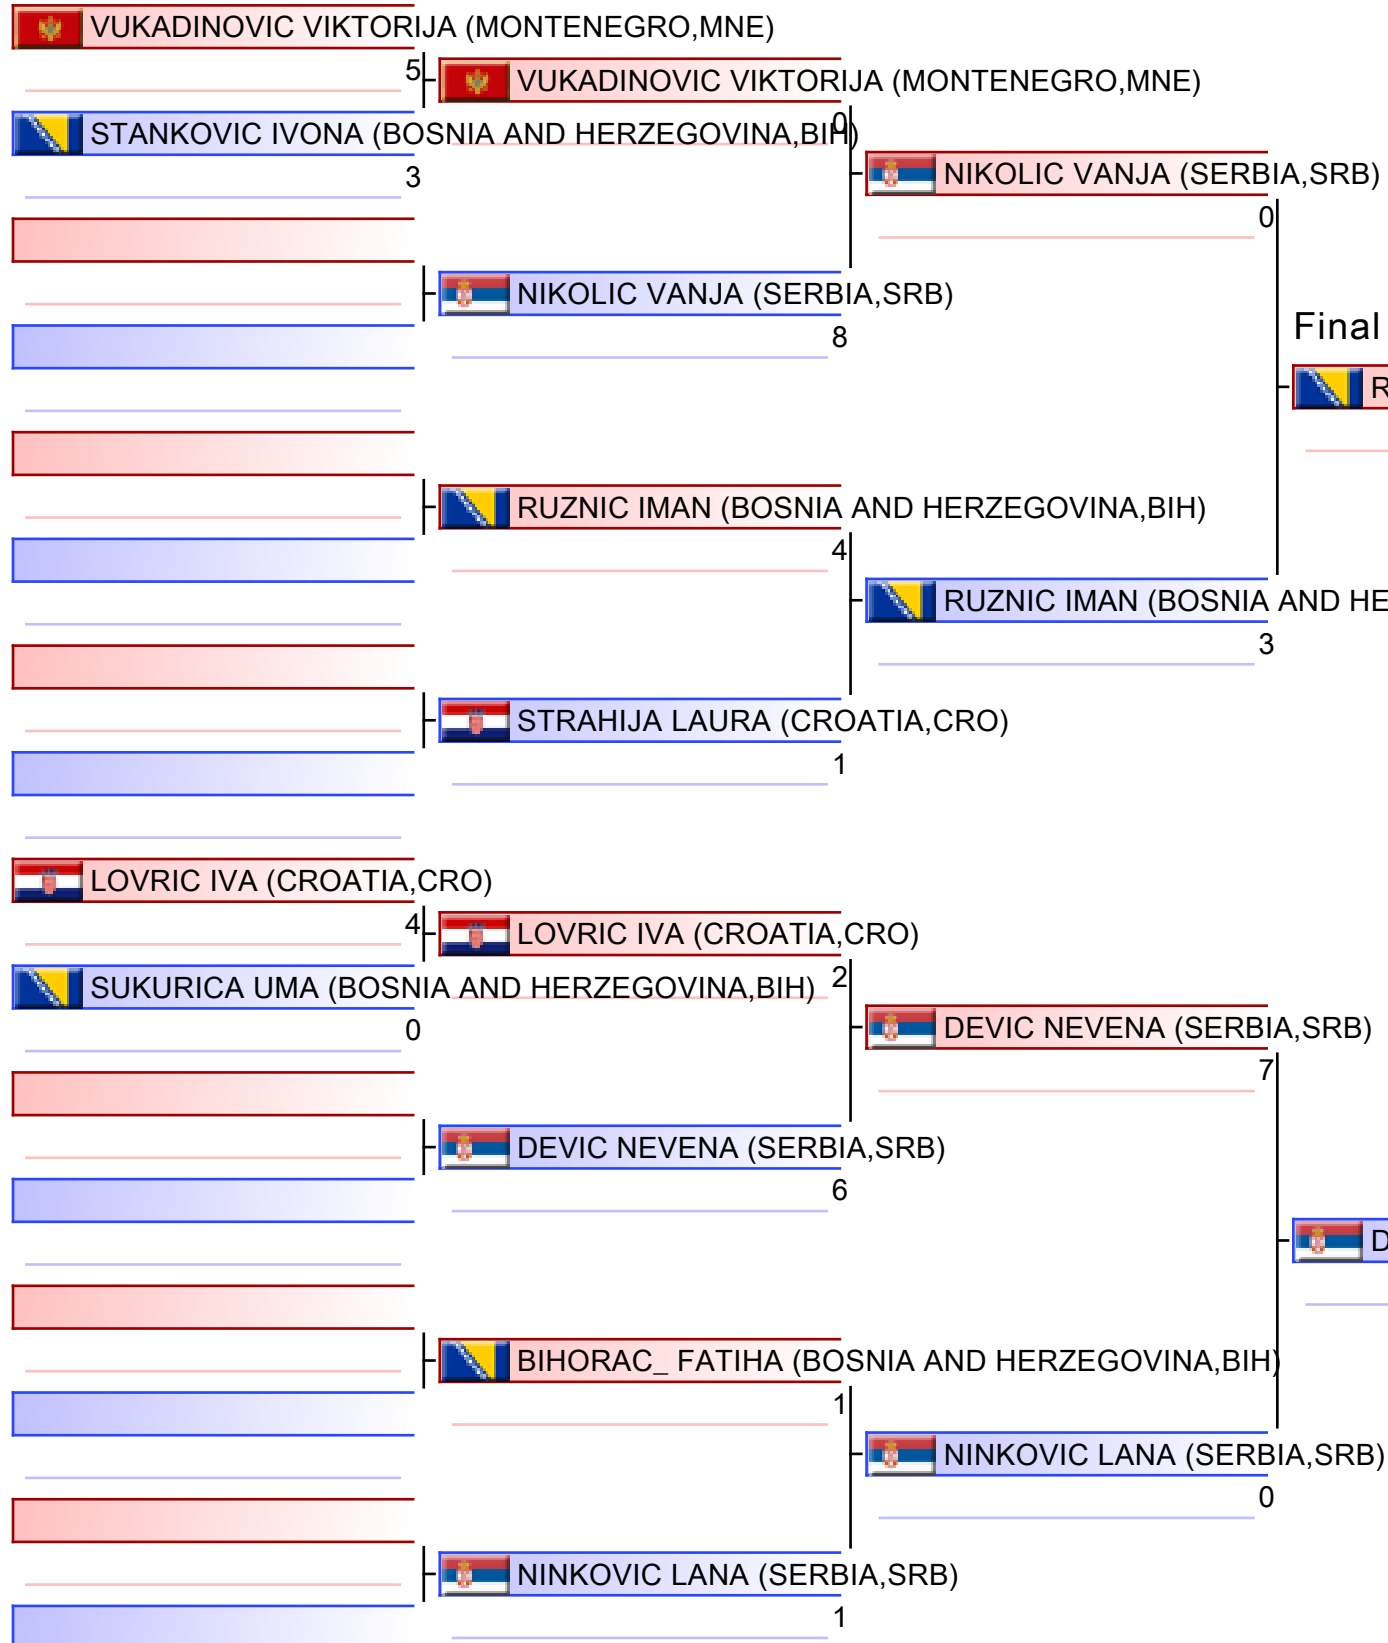 VUKADINOVIC VIKTORIJA (MONTENEGRO,MNE)
5
VUKADINOVIC VIKTORIJA (MONTENEGRO,MNE)
0
STANKOVIC IVONA (BOSNIA AND HERZEGOVINA,BIH)
3
NIKOLIC VANJA (SERBIA,SRB)
0
NIKOLIC VANJA (SERBIA,SRB)
8
Final
R
RUZNIC IMAN (BOSNIA AND HERZEGOVINA,BIH)
4
RUZNIC IMAN (BOSNIA AND HE
3
STRAHIJA LAURA (CROATIA,CRO)
1
LOVRIC IVA (CROATIA,CRO)
4
LOVRIC IVA (CROATIA,CRO)
2
SUKURICA UMA (BOSNIA AND HERZEGOVINA,BIH)
0
DEVIC NEVENA (SERBIA,SRB)
7
DEVIC NEVENA (SERBIA,SRB)
6
D
BIHORAC_ FATIHA (BOSNIA AND HERZEGOVINA,BIH)
1
NINKOVIC LANA (SERBIA,SRB)
0
NINKOVIC LANA (SERBIA,SRB)
1